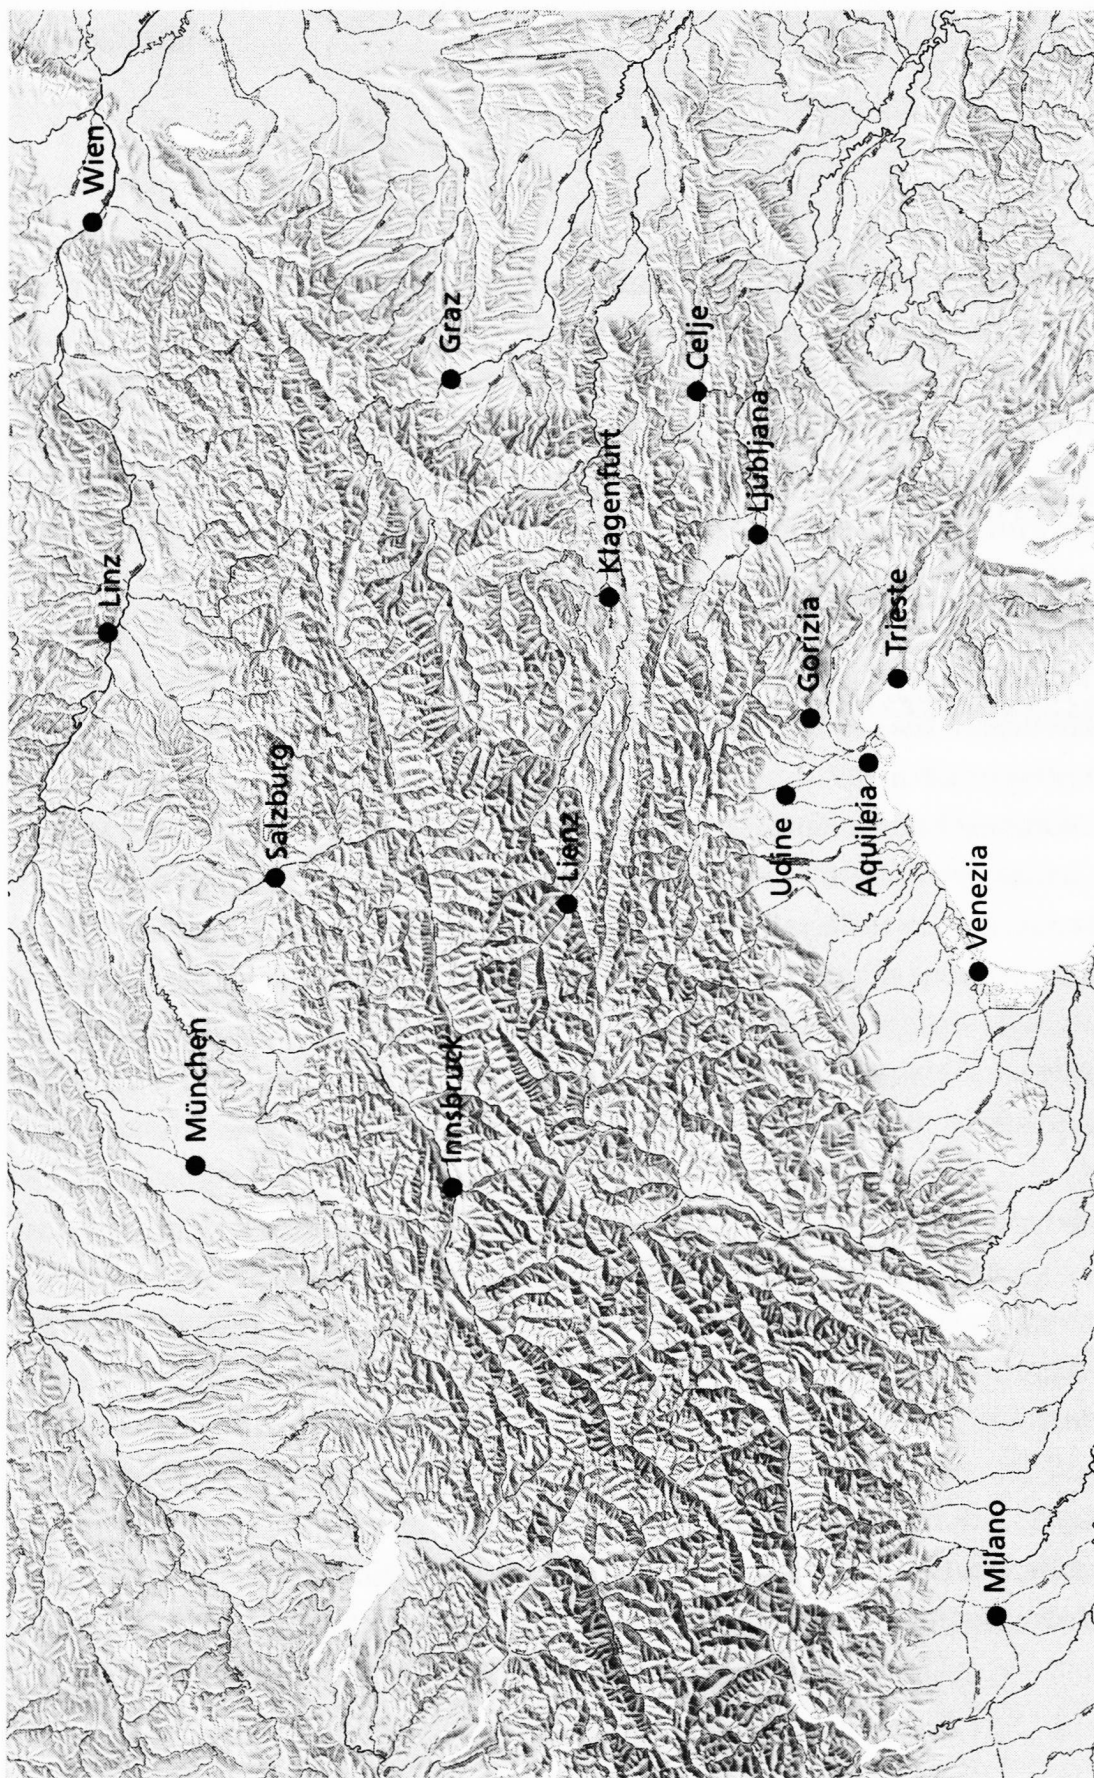 Wien
Linz
München
Salzburg
Graz
Innsbruck
Lienz
Klagenfurt
Celje
Ljubljana
Udine
Gorizia
Aquileia
Trieste
Venezia
Milano